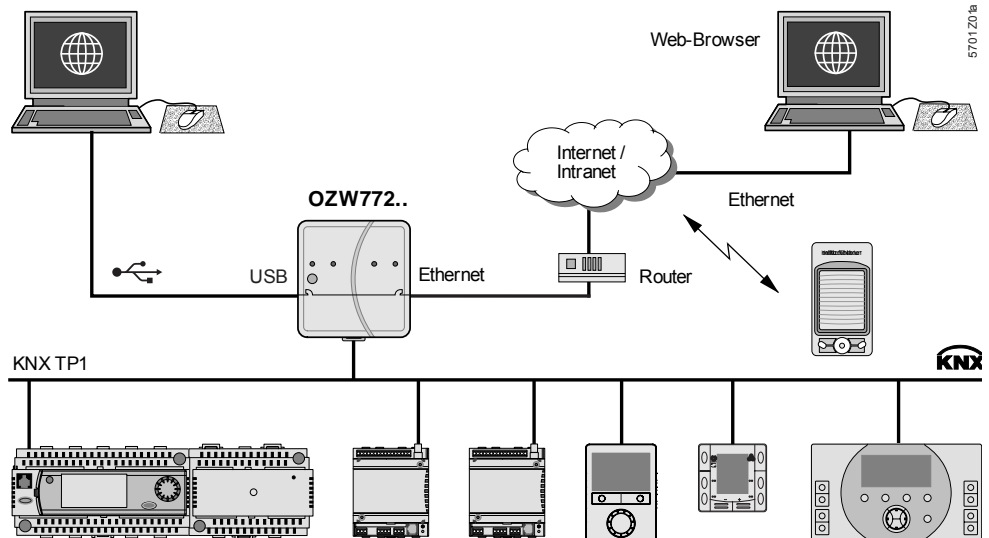 Web-Browser
5701Z01a
Internet /
Intranet
OZW772..
Ethernet
USB
Ethernet
Router
KNX TP1
KNX